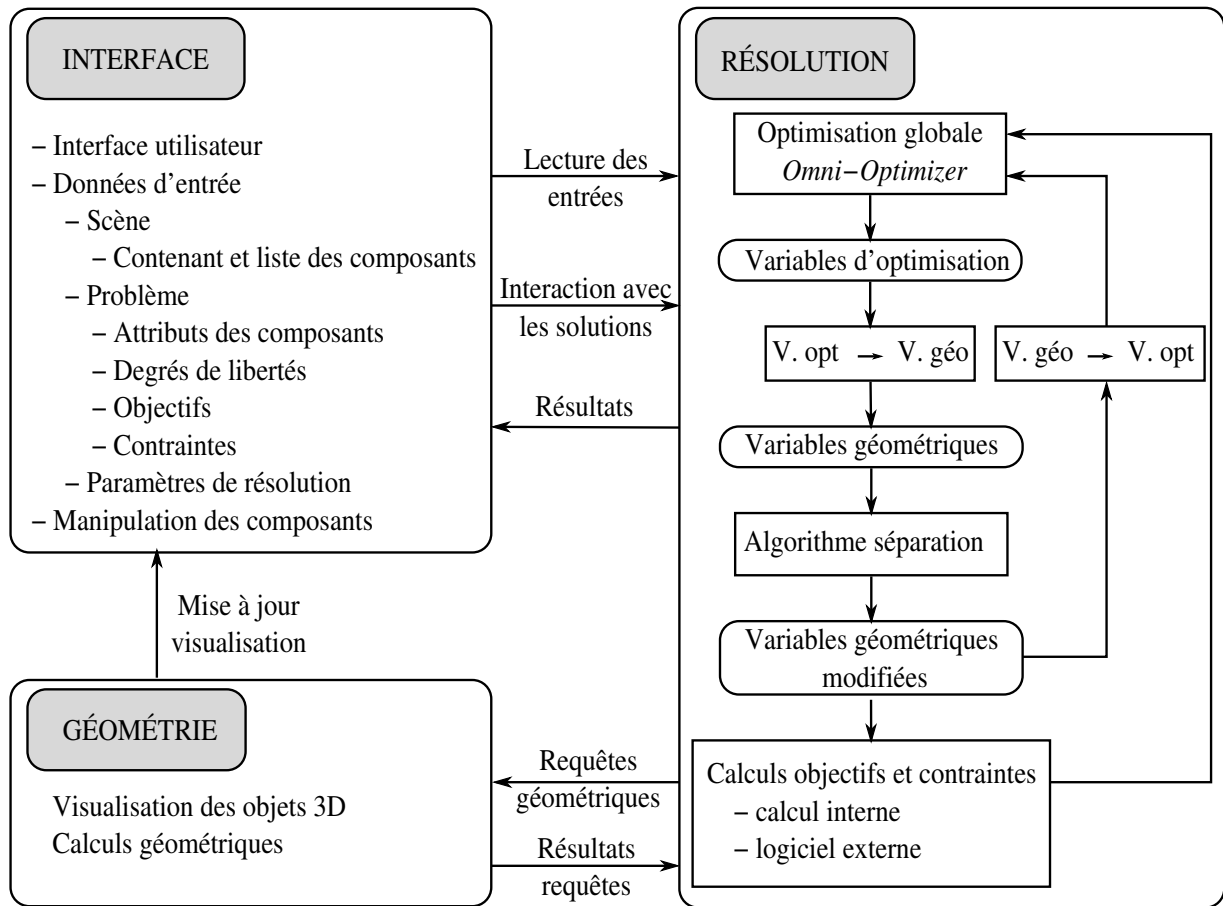 INTERFACE
– Interface utilisateur
– Données d'entrée
– Scène
– Contenant et liste des composants
– Problème
– Attributs des composants
– Degrés de libertés
– Objectifs
– Contraintes
– Paramètres de résolution
– Manipulation des composants
Lecture des
entrées
Interaction avec
les solutions
Résultats
Mise à jour
visualisation
GÉOMÉTRIE
Visualisation des objets 3D
Calculs géométriques
Requêtes
géométriques
Résultats
requêtes
RÉSOLUTION
Optimisation globale
Omni–Optimizer
Variables d'optimisation
V. opt → V. géo
V. géo → V. opt
Variables géométriques
Algorithme séparation
Variables géométriques
modifiées
Calculs objectifs et contraintes
– calcul interne
– logiciel externe